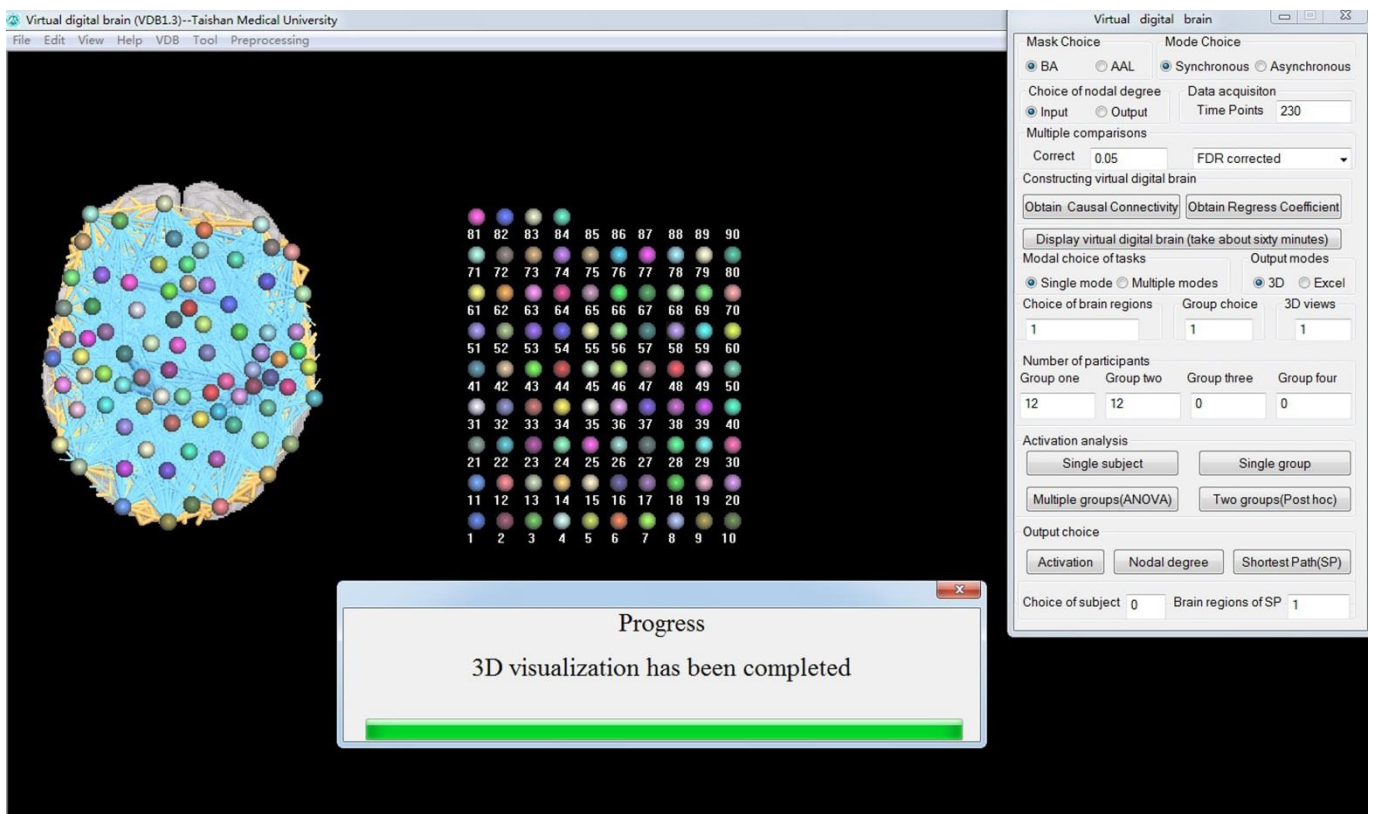 Virtual digital brain (VDB1.3)--Taishan Medical University
File Edit View Help VDB Tool Preprocessing
81 82 83 84 85 86 87 88 89 90
71 72 73 74 75 76 77 78 79 80
61 62 63 64 65 66 67 68 69 70
51 52 53 54 55 56 57 58 59 60
41 42 43 44 45 46 47 48 49 50
31 32 33 34 35 36 37 38 39 40
21 22 23 24 25 26 27 28 29 30
11 12 13 14 15 16 17 18 19 20
1 2 3 4 5 6 7 8 9 10
Progress
3D visualization has been completed
Virtual digital brain
Mask Choice Mode Choice
BA AAL Synchronous Asynchronous
Choice of nodal degree Data acquisiton
Input Output Time Points 230
Multiple comparisons
Correct 0.05 FDR corrected
Constructing virtual digital brain
Obtain Causal Connectivity Obtain Regress Coefficient
Display virtual digital brain (take about sixty minutes)
Modal choice of tasks Output modes
Single mode Multiple modes 3D Excel
Choice of brain regions Group choice 3D views
1 1 1
Number of participants
Group one Group two Group three Group four
12 12 0 0
Activation analysis
Single subject Single group
Multiple groups(ANOVA) Two groups(Post hoc)
Output choice
Activation Nodal degree Shortest Path(SP)
Choice of subject 0 Brain regions of SP 1